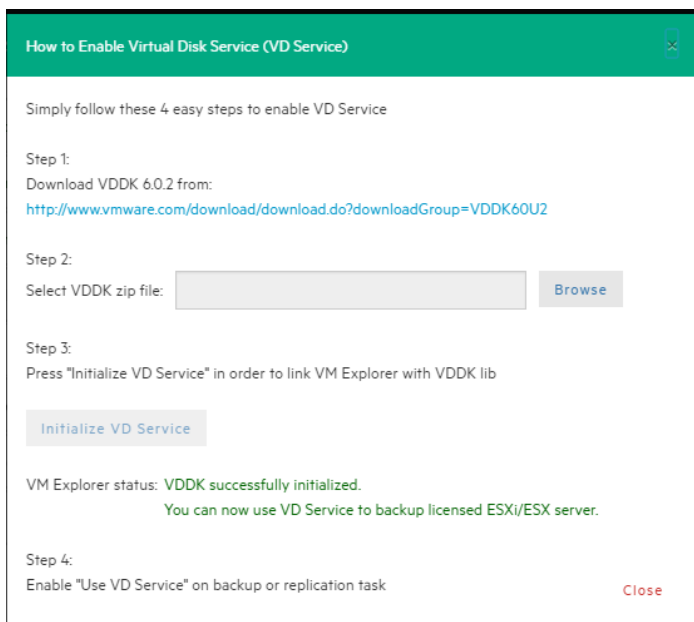 How to Enable Virtual Disk Service (VD Service)
×
Simply follow these 4 easy steps to enable VD Service
Step 1:
Download VDDK 6.0.2 from:
http://www.vmware.com/download/download.do?downloadGroup=VDDK60U2
Step 2:
Select VDDK zip file: Browse
Step 3:
Press "Initialize VD Service" in order to link VM Explorer with VDDK lib
Initialize VD Service
VM Explorer status: VDDK successfully initialized.
You can now use VD Service to backup licensed ESXi/ESX server.
Step 4:
Enable "Use VD Service" on backup or replication task
Close